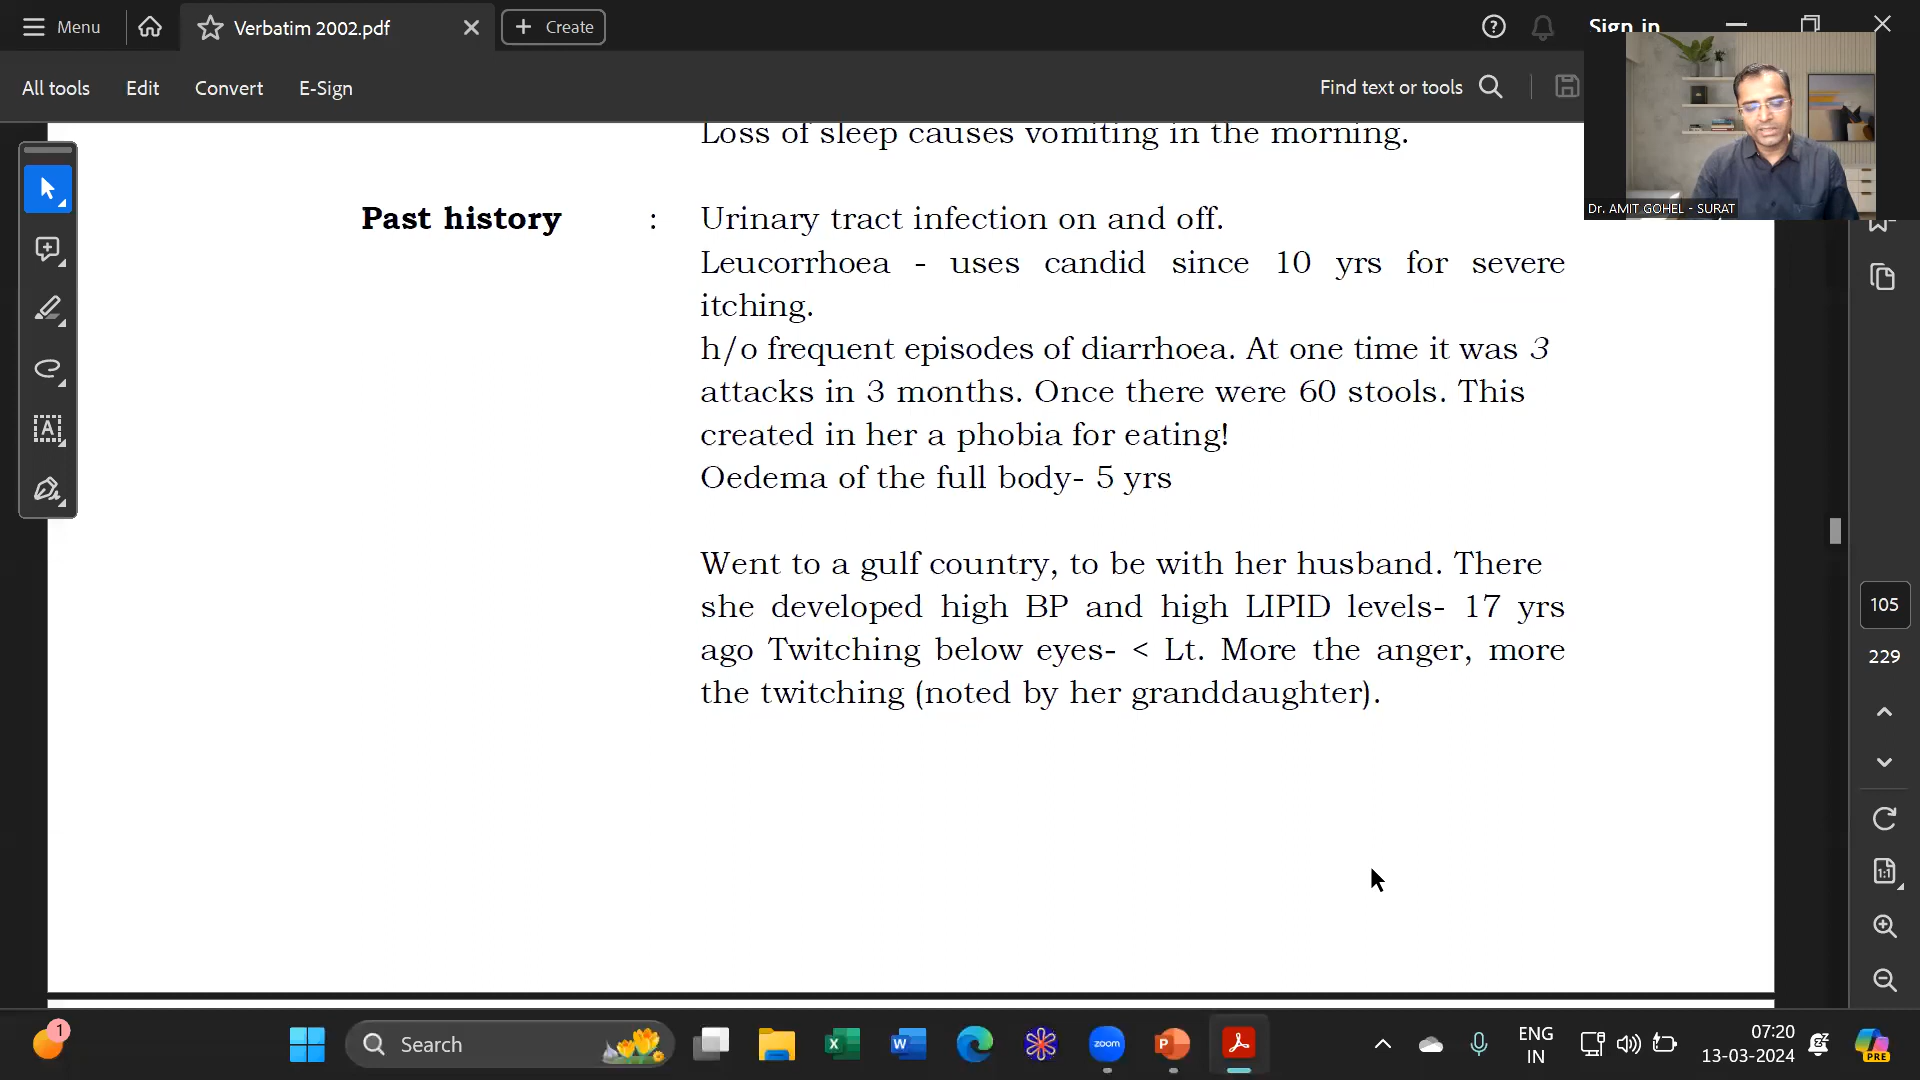 Menu
Verbatim 2002.pdf
Create
Sign in
All tools
Edit
Convert
E-Sign
Find text or tools
Dr. AMIT GOHEL - SURAT
Loss of sleep causes vomiting in the morning.
Past history : Urinary tract infection on and off.
Leucorrhoea - uses candid since 10 yrs for severe
itching.
h/o frequent episodes of diarrhoea. At one time it was 3
attacks in 3 months. Once there were 60 stools. This
created in her a phobia for eating!
Oedema of the full body- 5 yrs
Went to a gulf country, to be with her husband. There
she developed high BP and high LIPID levels- 17 yrs
ago Twitching below eyes- < Lt. More the anger, more
the twitching (noted by her granddaughter).
105
229
1:1
1
Search
zoom
ENG
IN
07:20
13-03-2024
PRE